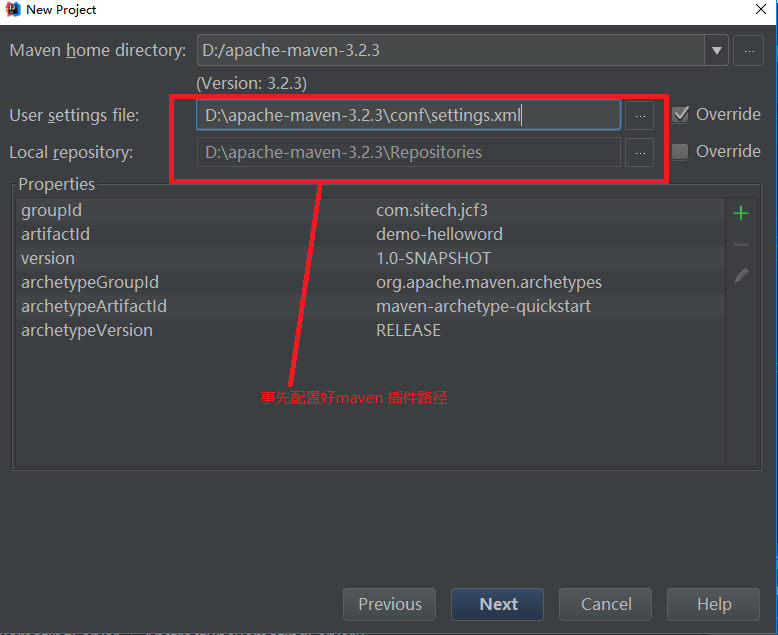 New Project
Maven home directory: D:/apache-maven-3.2.3 ...
(Version: 3.2.3)
User settings file: D:\apache-maven-3.2.3\conf\settings.xml ... Override
Local repository: D:\apache-maven-3.2.3\Repositories ... Override
Properties
groupId com.sitech.jcf3
artifactId demo-helloword
version 1.0-SNAPSHOT
archetypeGroupId org.apache.maven.archetypes
archetypeArtifactId maven-archetype-quickstart
archetypeVersion RELEASE
事先配置好maven 插件路径
Previous Next Cancel Help